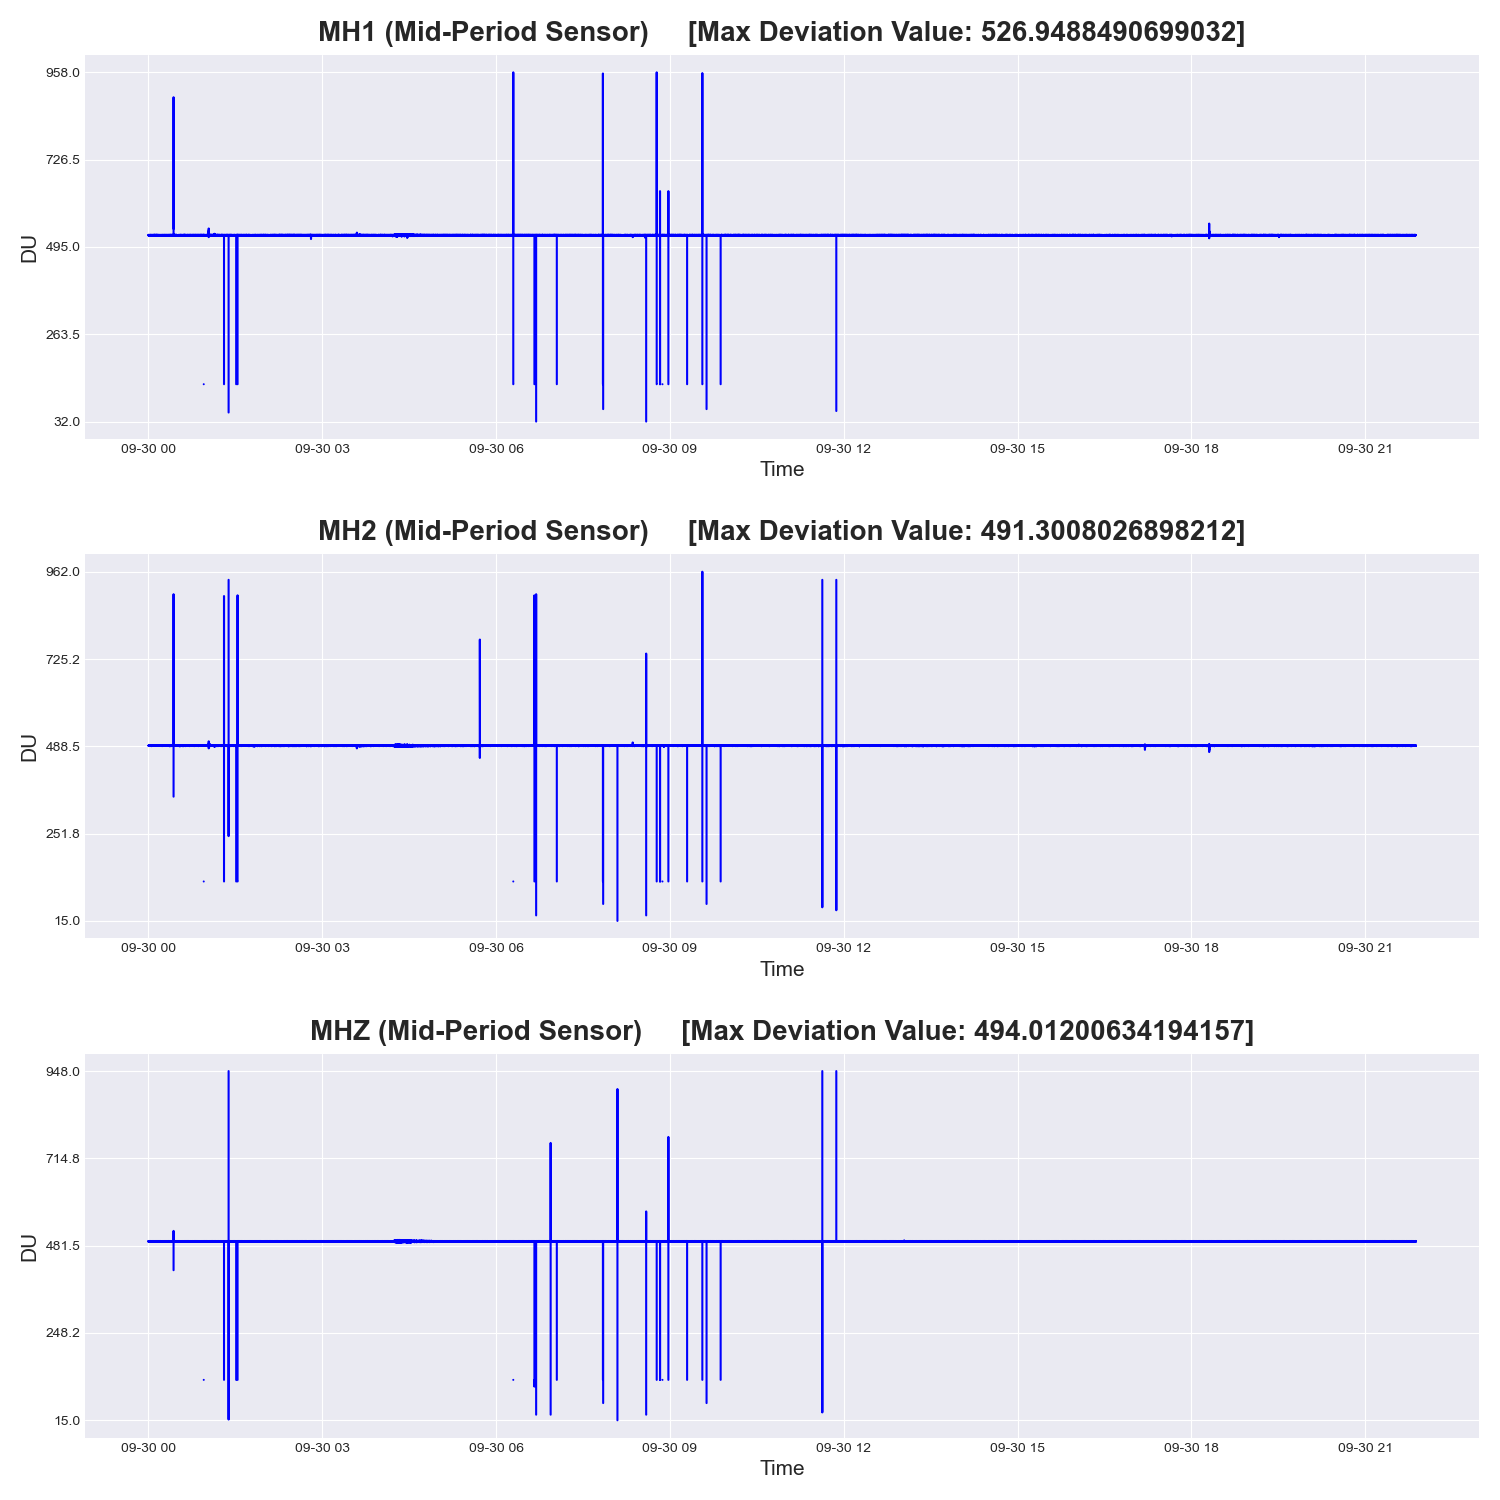 MH1 (Mid-Period Sensor) [Max Deviation Value: 526.9488490699032]
958.0
726.5
495.0
263.5
32.0
DU
09-30 00 09-30 03 09-30 06 09-30 09 09-30 12 09-30 15 09-30 18 09-30 21
Time
MH2 (Mid-Period Sensor) [Max Deviation Value: 491.3008026898212]
962.0
725.2
488.5
251.8
15.0
DU
09-30 00 09-30 03 09-30 06 09-30 09 09-30 12 09-30 15 09-30 18 09-30 21
Time
MHZ (Mid-Period Sensor) [Max Deviation Value: 494.01200634194157]
948.0
714.8
481.5
248.2
15.0
DU
09-30 00 09-30 03 09-30 06 09-30 09 09-30 12 09-30 15 09-30 18 09-30 21
Time